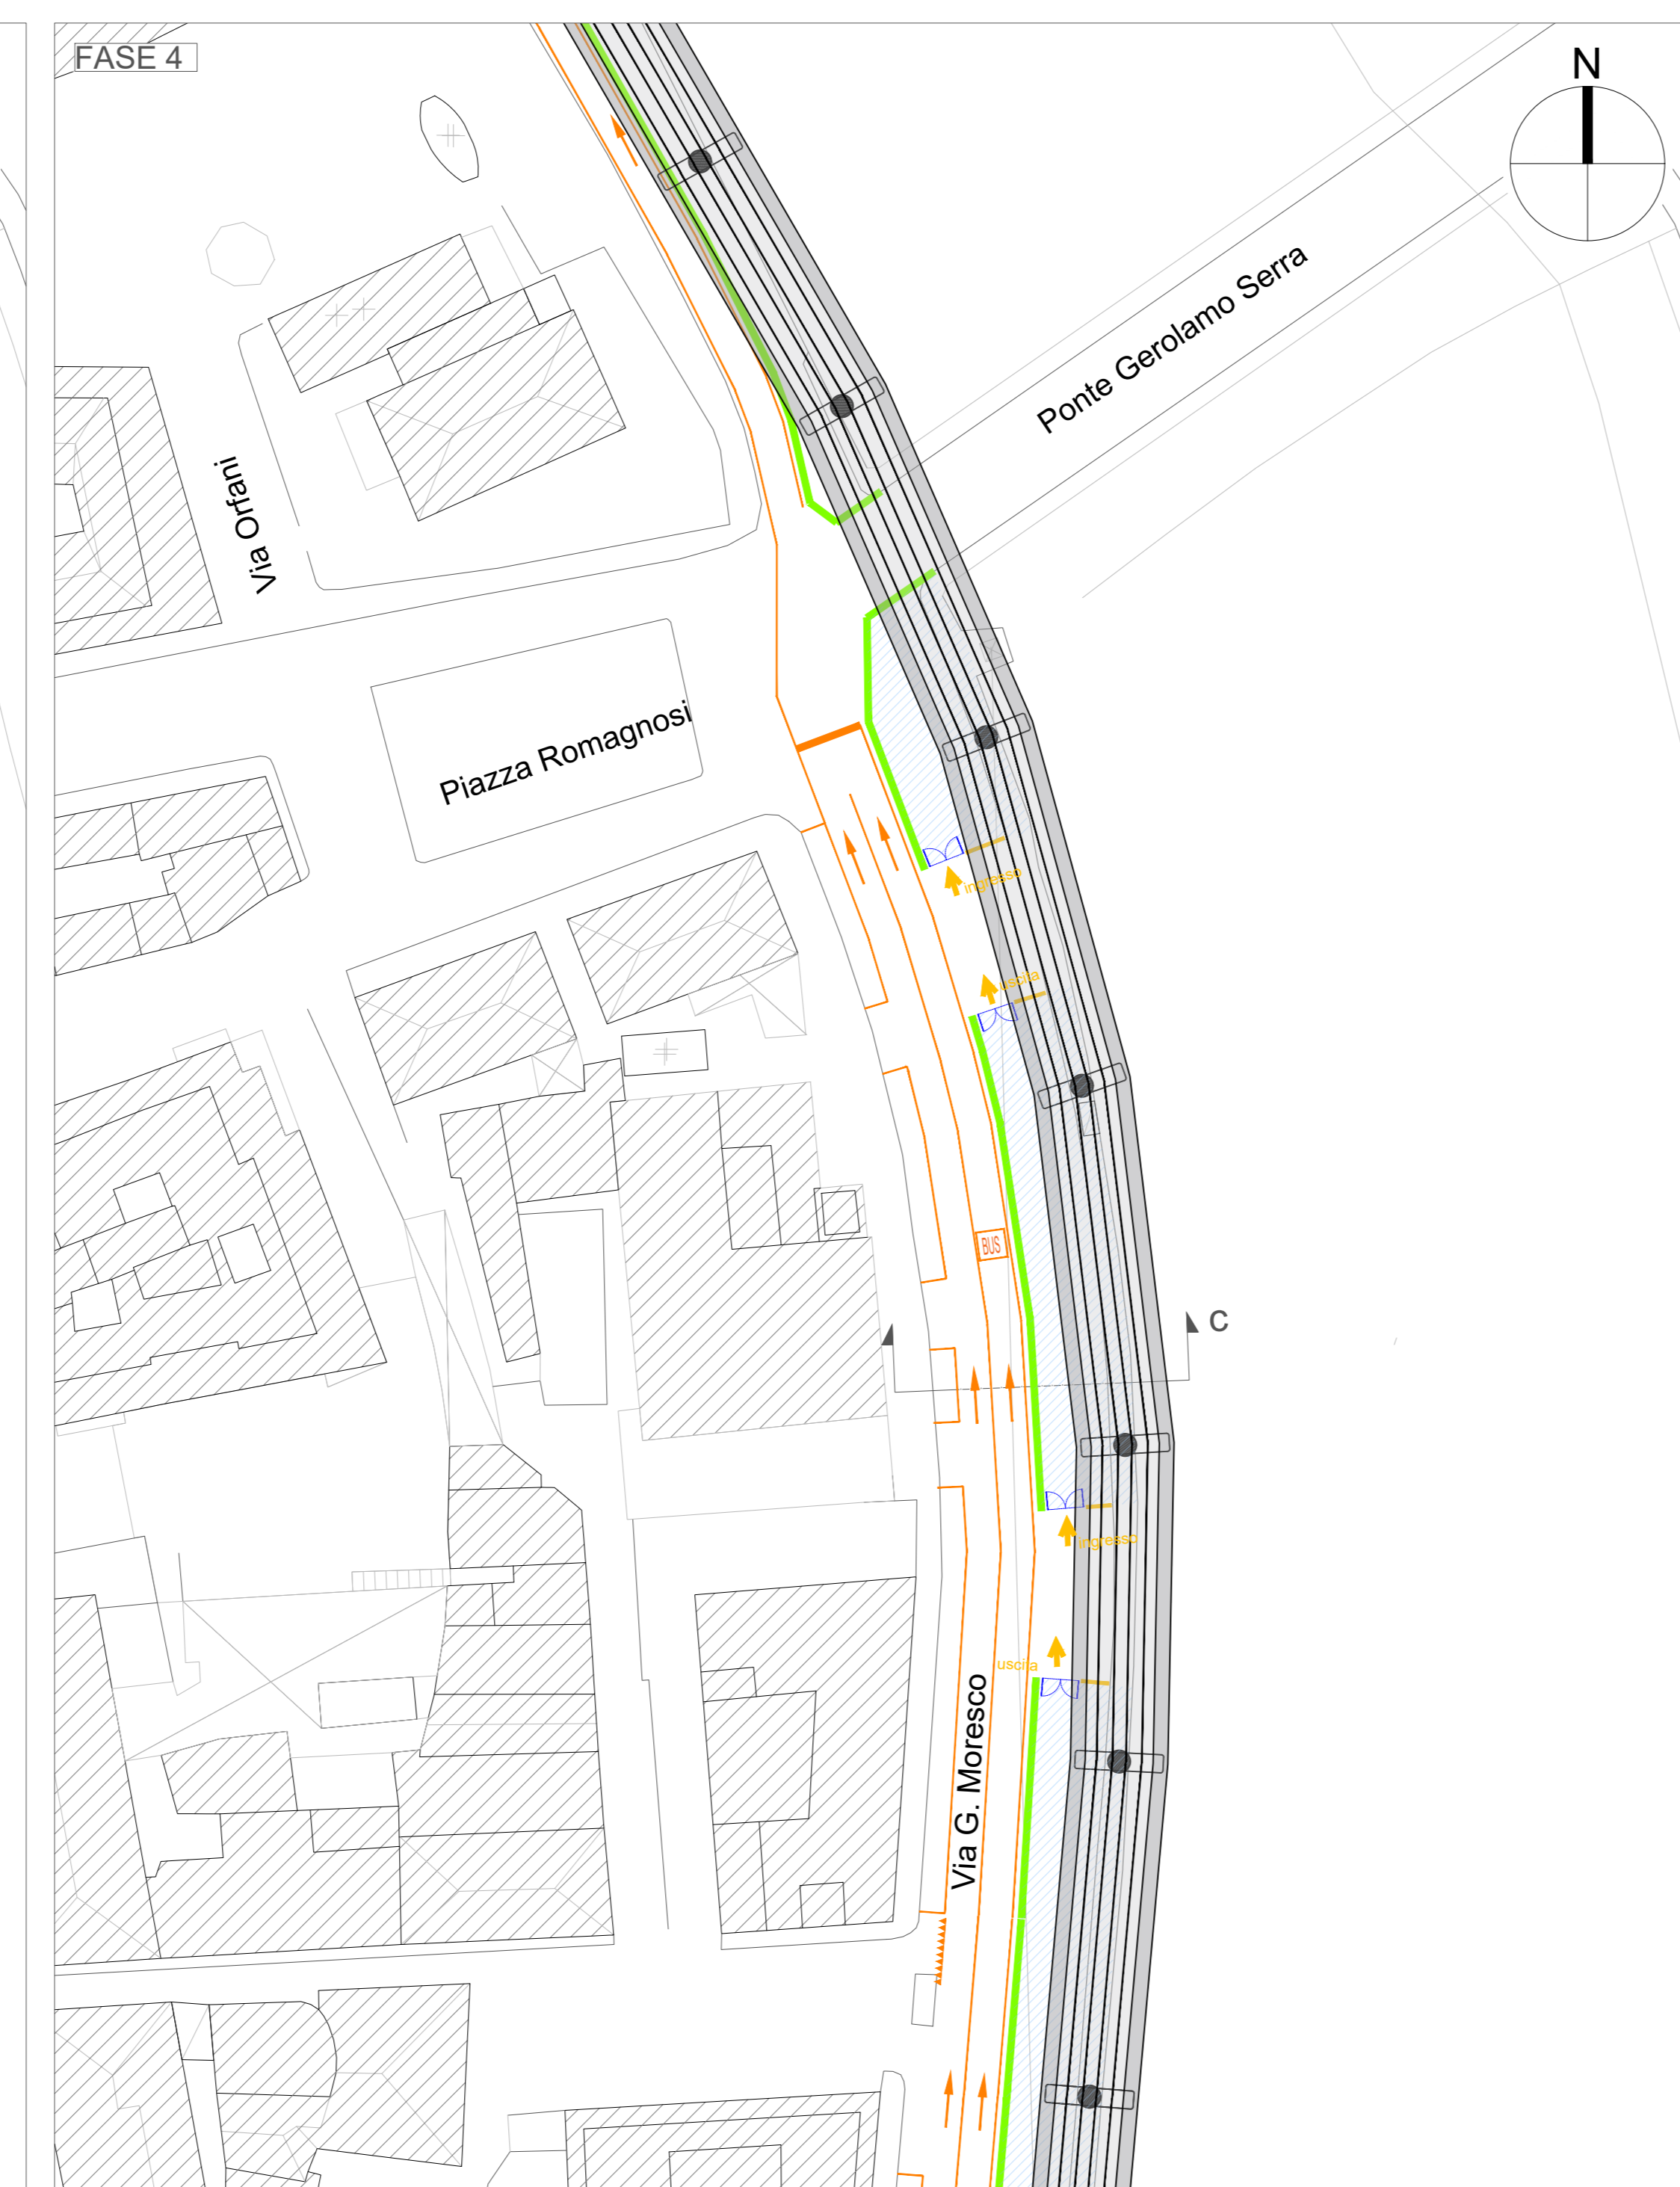 FASE 4
N
Ponte Gerolamo Serra
Via Orfani
Piazza Romagnosi
ingresso
uscita
BUS
C
ingresso
uscita
Via G. Moresco